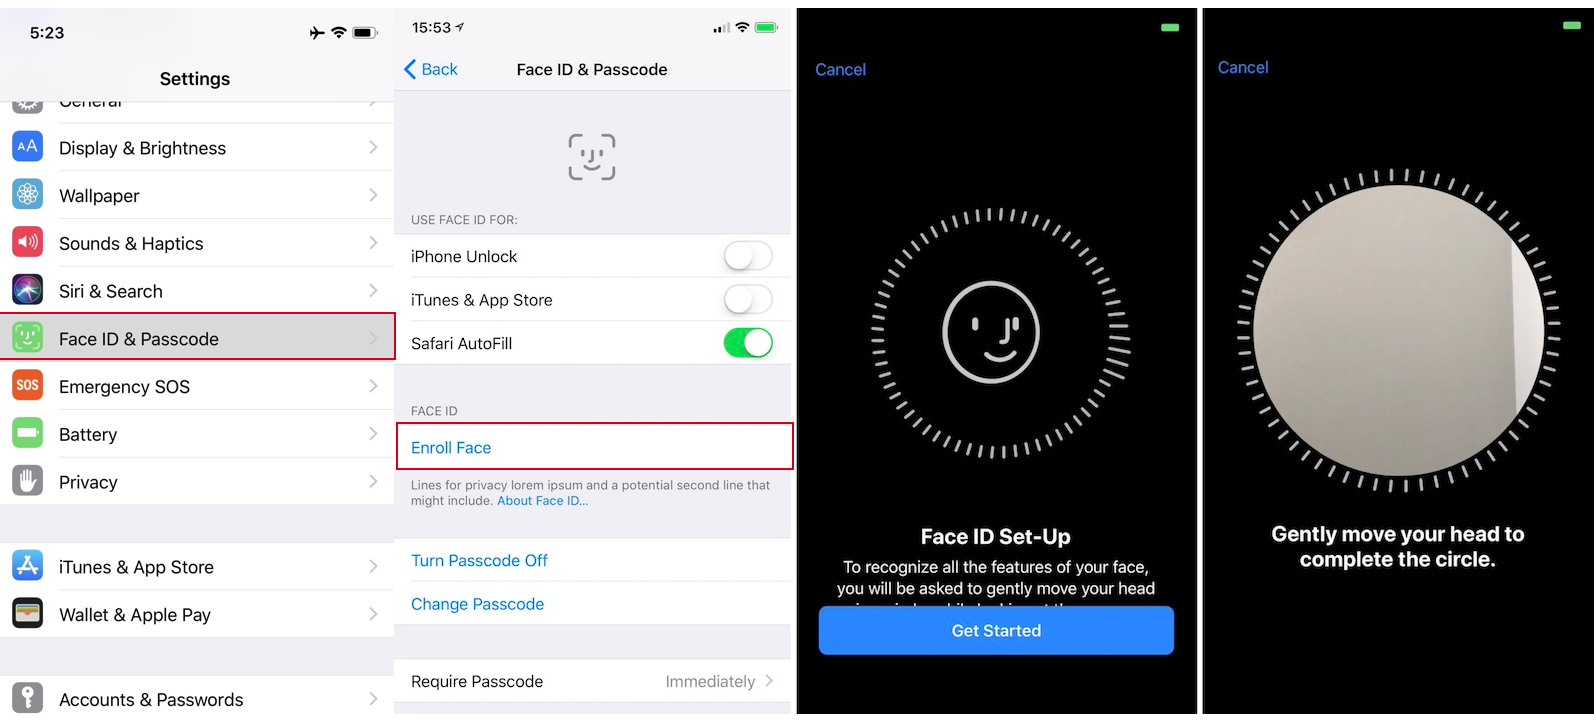 5:23
Settings
General
AA
Display & Brightness
Wallpaper
Sounds & Haptics
Siri & Search
Face ID & Passcode
SOS
Emergency SOS
Battery
Privacy
iTunes & App Store
Wallet & Apple Pay
Accounts & Passwords
15:53
Back
Face ID & Passcode
USE FACE ID FOR:
iPhone Unlock
iTunes & App Store
Safari AutoFill
FACE ID
Enroll Face
Lines for privacy lorem ipsum and a potential second line that
might include. About Face ID...
Turn Passcode Off
Change Passcode
Require Passcode
Immediately
Cancel
Face ID Set-Up
To recognize all the features of your face,
you will be asked to gently move your head
Get Started
Cancel
Gently move your head to
complete the circle.